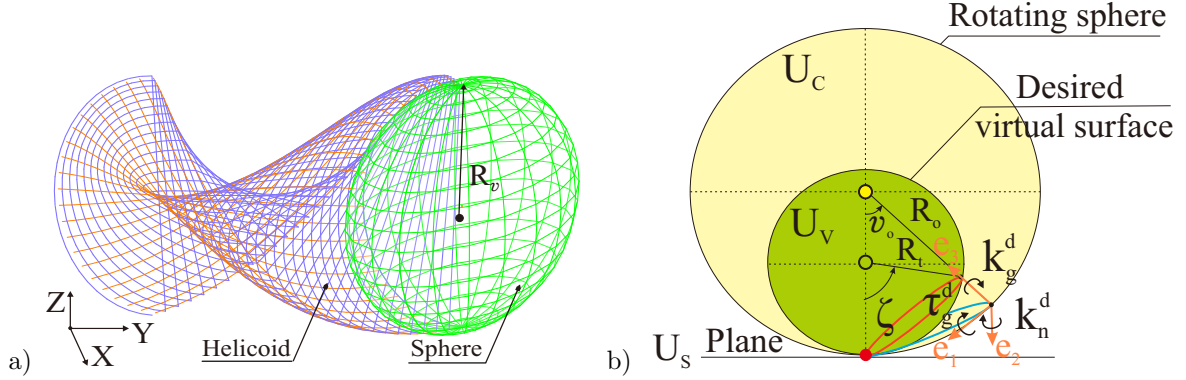 R_v
Z
Y
X
Helicoid
Sphere
a)
Rotating sphere
U_C
Desired
virtual surface
U_V
R_o
v_o
R_t
e_3
k_g^d
ζ
τ_g^d
k_n^d
e_1
e_2
U_S
Plane
b)